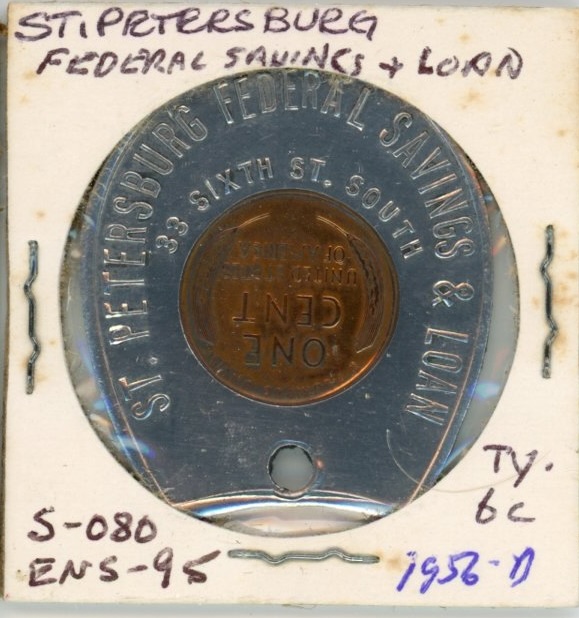 ST. PETERSBURG
FEDERAL SAVINGS + LOAN
ST. PETERSBURG FEDERAL SAVINGS & LOAN
33 SIXTH ST. SOUTH
ONE
CENT
UNITED STATES
OF AMERICA
TY.
6c
S-080
ENS-95
1956-D